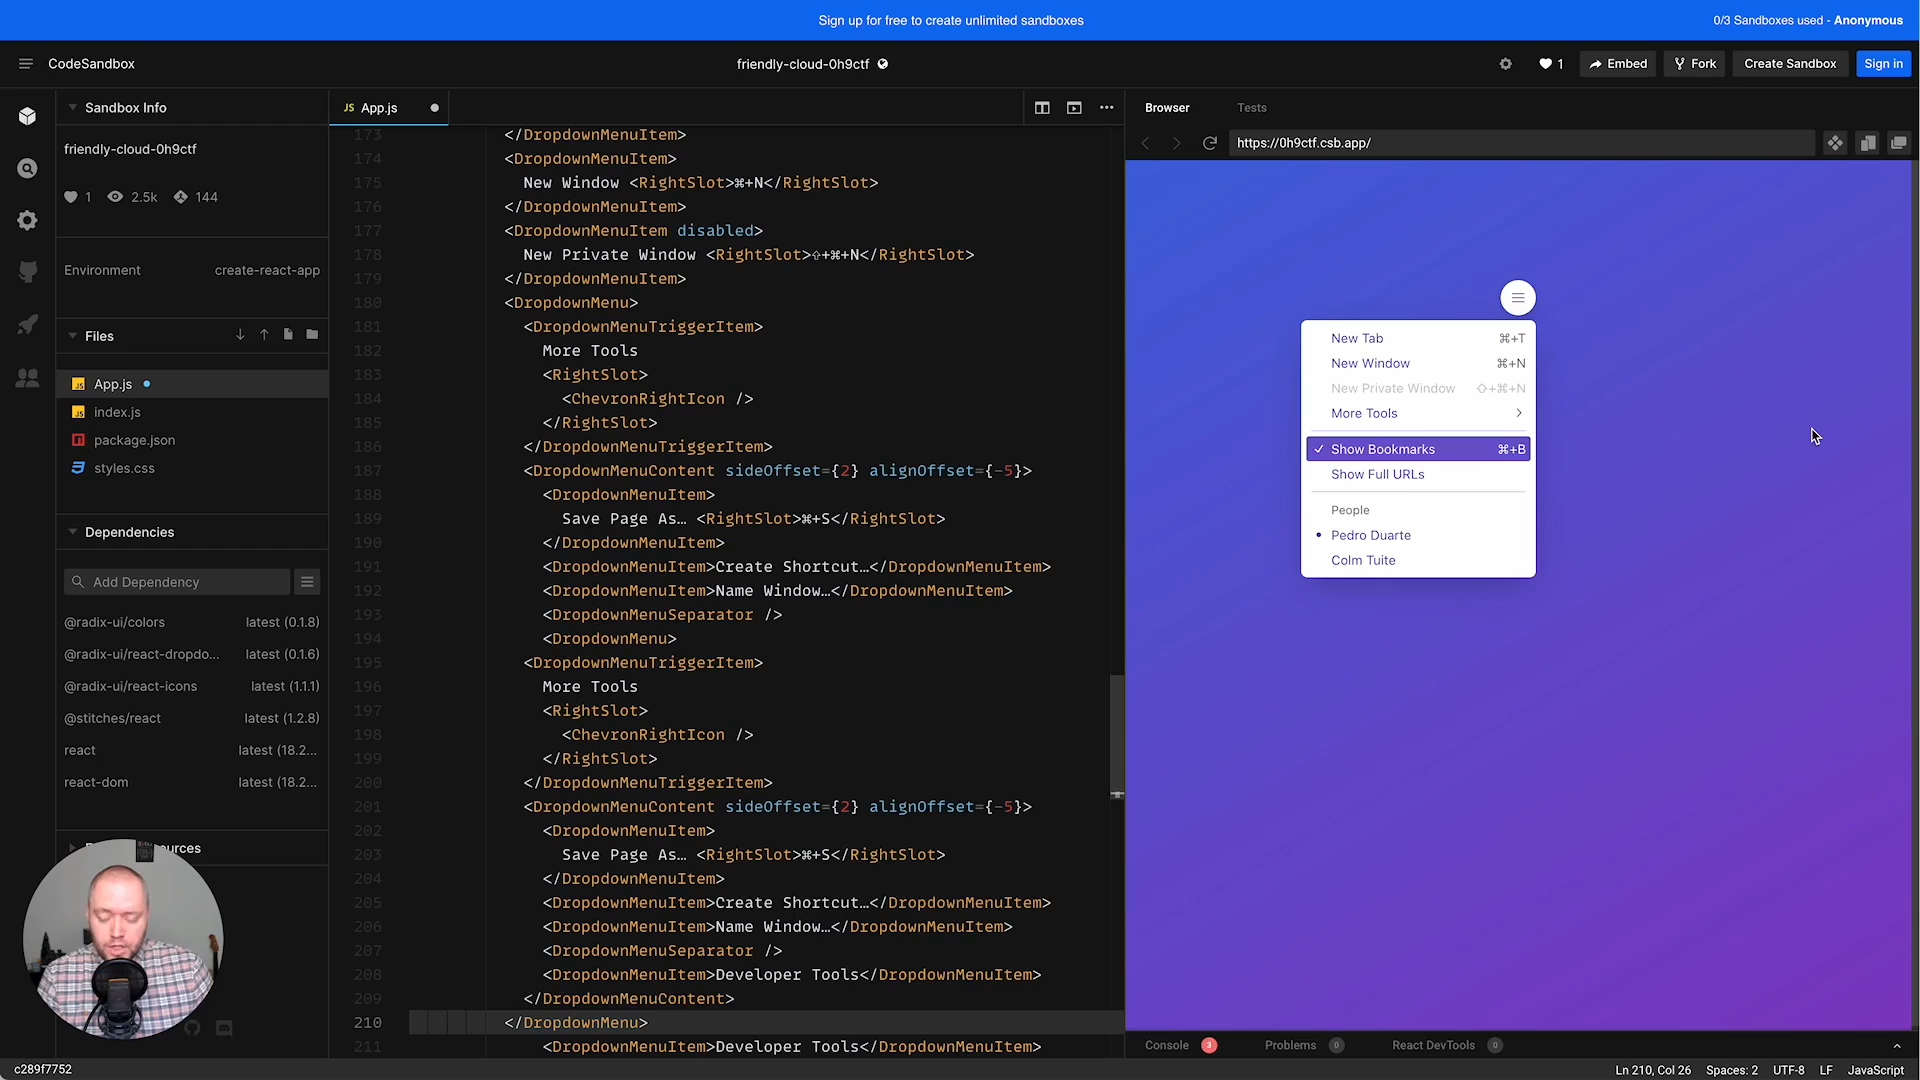 Sign up for free to create unlimited sandboxes
0/3 Sandboxes used - Anonymous
CodeSandbox
friendly-cloud-0h9ctf
1
Embed
Fork
Create Sandbox
Sign in
Sandbox Info
friendly-cloud-0h9ctf
1
2.5k
144
Environment
create-react-app
Files
JS App.js
JS index.js
package.json
styles.css
Dependencies
Add Dependency
@radix-ui/colors latest (0.1.8)
@radix-ui/react-dropdo... latest (0.1.6)
@radix-ui/react-icons latest (1.1.1)
@stitches/react latest (1.2.8)
react latest (18.2...
react-dom latest (18.2...
urces
c289f7752
JS App.js
173 </DropdownMenuItem>
174 <DropdownMenuItem>
175 New Window <RightSlot>⌘+N</RightSlot>
176 </DropdownMenuItem>
177 <DropdownMenuItem disabled>
178 New Private Window <RightSlot>⇧+⌘+N</RightSlot>
179 </DropdownMenuItem>
180 <DropdownMenu>
181 <DropdownMenuTriggerItem>
182 More Tools
183 <RightSlot>
184 <ChevronRightIcon />
185 </RightSlot>
186 </DropdownMenuTriggerItem>
187 <DropdownMenuContent sideOffset={2} alignOffset={-5}>
188 <DropdownMenuItem>
189 Save Page As… <RightSlot>⌘+S</RightSlot>
190 </DropdownMenuItem>
191 <DropdownMenuItem>Create Shortcut…</DropdownMenuItem>
192 <DropdownMenuItem>Name Window…</DropdownMenuItem>
193 <DropdownMenuSeparator />
194 <DropdownMenu>
195 <DropdownMenuTriggerItem>
196 More Tools
197 <RightSlot>
198 <ChevronRightIcon />
199 </RightSlot>
200 </DropdownMenuTriggerItem>
201 <DropdownMenuContent sideOffset={2} alignOffset={-5}>
202 <DropdownMenuItem>
203 Save Page As… <RightSlot>⌘+S</RightSlot>
204 </DropdownMenuItem>
205 <DropdownMenuItem>Create Shortcut…</DropdownMenuItem>
206 <DropdownMenuItem>Name Window…</DropdownMenuItem>
207 <DropdownMenuSeparator />
208 <DropdownMenuItem>Developer Tools</DropdownMenuItem>
209 </DropdownMenuContent>
210 </DropdownMenu>
211 <DropdownMenuItem>Developer Tools</DropdownMenuItem>
Browser
Tests
https://0h9ctf.csb.app/
New Tab ⌘+T
New Window ⌘+N
New Private Window ⇧+⌘+N
More Tools
✓ Show Bookmarks ⌘+B
Show Full URLs
People
• Pedro Duarte
Colm Tuite
Console 3
Problems 0
React DevTools 0
Ln 210, Col 26
Spaces: 2
UTF-8
LF
JavaScript